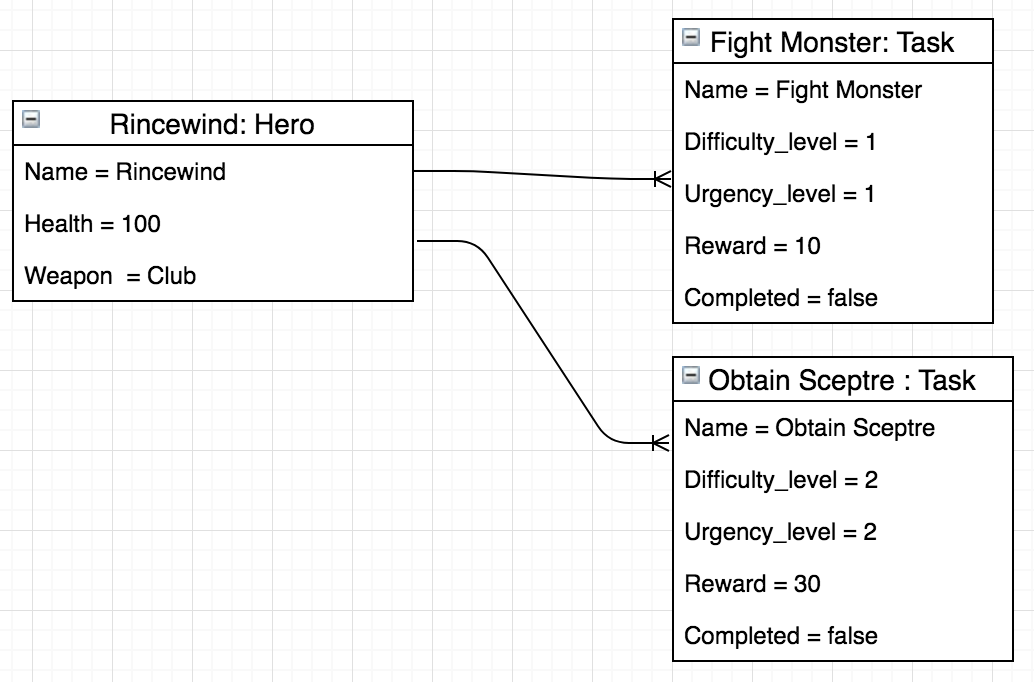 Rincewind: Hero
Name = Rincewind
Health = 100
Weapon  = Club
Fight Monster: Task
Name = Fight Monster
Difficulty_level = 1
Urgency_level = 1
Reward = 10
Completed = false
Obtain Sceptre : Task
Name = Obtain Sceptre
Difficulty_level = 2
Urgency_level = 2
Reward = 30
Completed = false